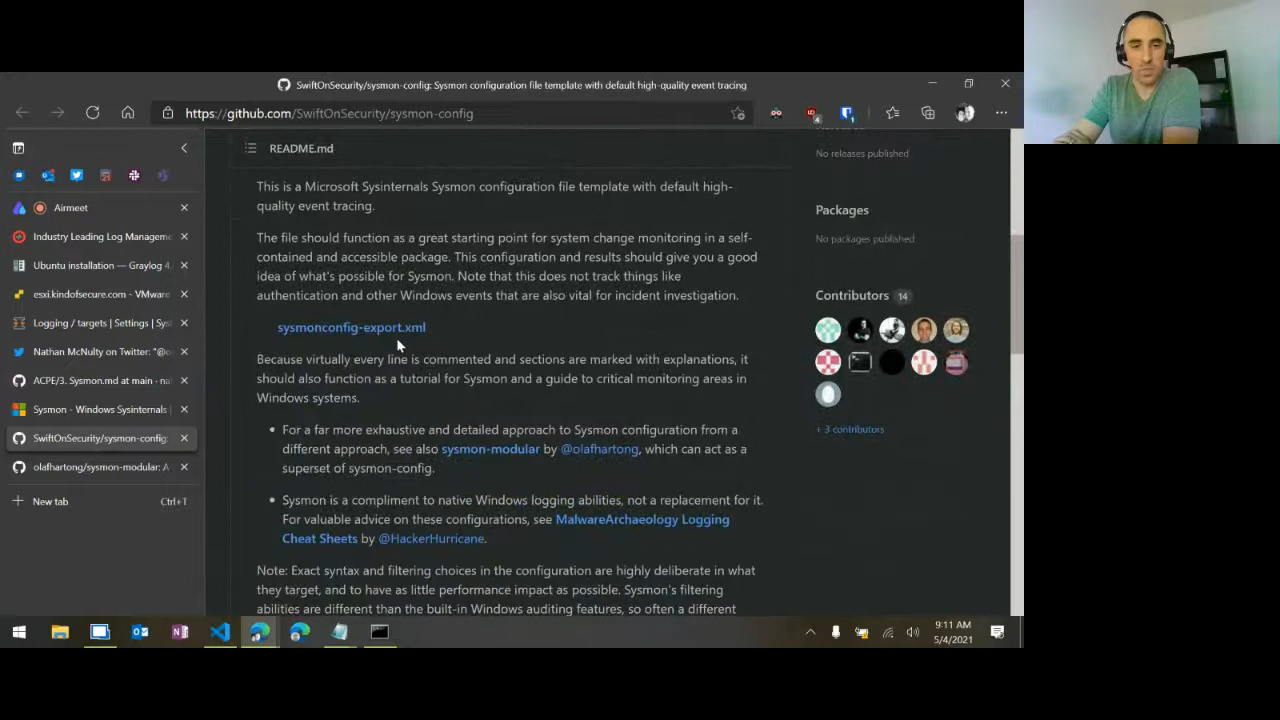 SwiftOnSecurity/sysmon-config: Sysmon configuration file template with default high-quality event tracing
https://github.com/SwiftOnSecurity/sysmon-config
4
1
Airmeet
Industry Leading Log Manageme
Ubuntu installation — Graylog 4.
esxi.kindofsecure.com - VMware
Logging / targets | Settings | Sys
Nathan McNulty on Twitter: "@o
ACPE/3. Sysmon.md at main · na
Sysmon - Windows Sysinternals |
SwiftOnSecurity/sysmon-config:
olafhartong/sysmon-modular: A
New tab
Ctrl+T
README.md
This is a Microsoft Sysinternals Sysmon configuration file template with default high-
quality event tracing.
The file should function as a great starting point for system change monitoring in a self-
contained and accessible package. This configuration and results should give you a good
idea of what's possible for Sysmon. Note that this does not track things like
authentication and other Windows events that are also vital for incident investigation.
sysmonconfig-export.xml
Because virtually every line is commented and sections are marked with explanations, it
should also function as a tutorial for Sysmon and a guide to critical monitoring areas in
Windows systems.
For a far more exhaustive and detailed approach to Sysmon configuration from a
different approach, see also sysmon-modular by @olafhartong, which can act as a
superset of sysmon-config.
Sysmon is a compliment to native Windows logging abilities, not a replacement for it.
For valuable advice on these configurations, see MalwareArchaeology Logging
Cheat Sheets by @HackerHurricane.
Note: Exact syntax and filtering choices in the configuration are highly deliberate in what
they target, and to have as little performance impact as possible. Sysmon's filtering
abilities are different than the built-in Windows auditing features, so often a different
No releases published
Packages
No packages published
Contributors 14
+ 3 contributors
9:11 AM
5/4/2021